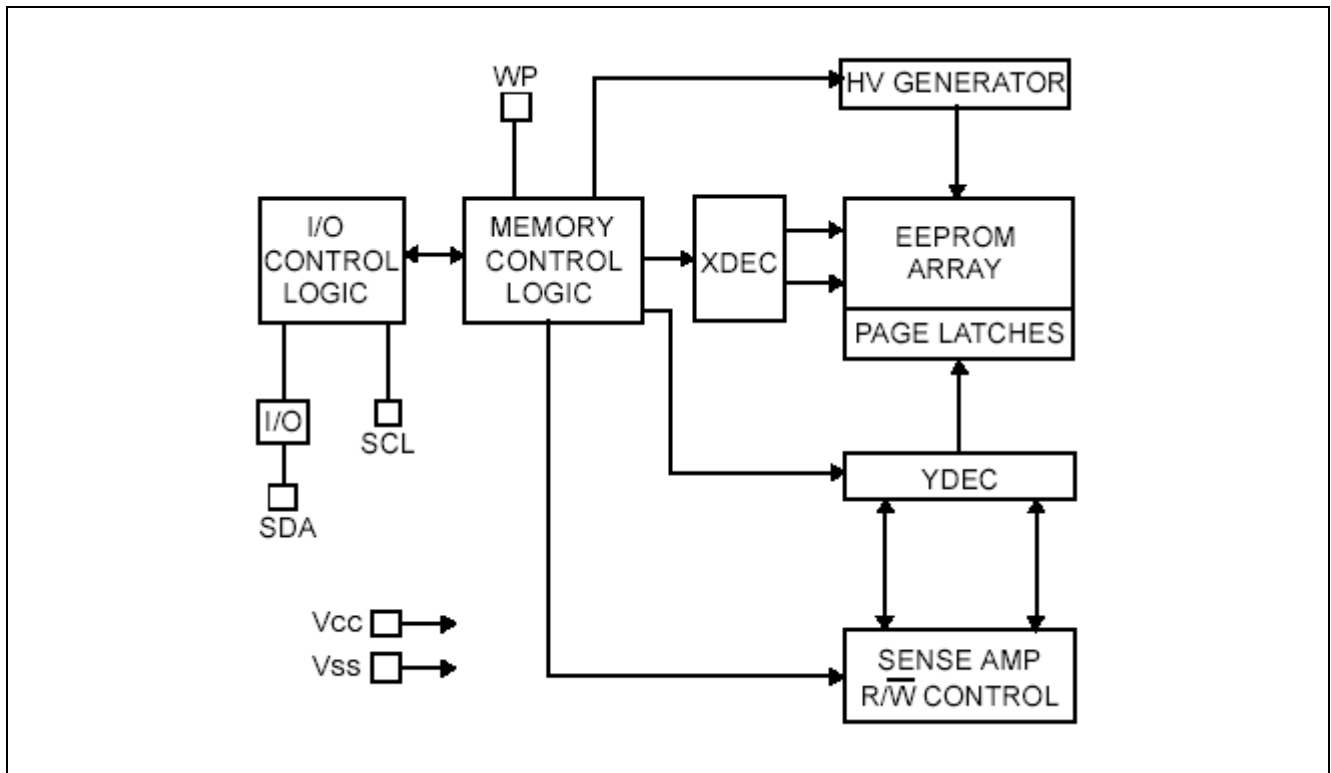 WP
HV GENERATOR
I/O
CONTROL
LOGIC
MEMORY
CONTROL
LOGIC
XDEC
EEPROM
ARRAY
PAGE LATCHES
I/O
SCL
SDA
YDEC
Vcc
Vss
SENSE AMP
R/W̅ CONTROL